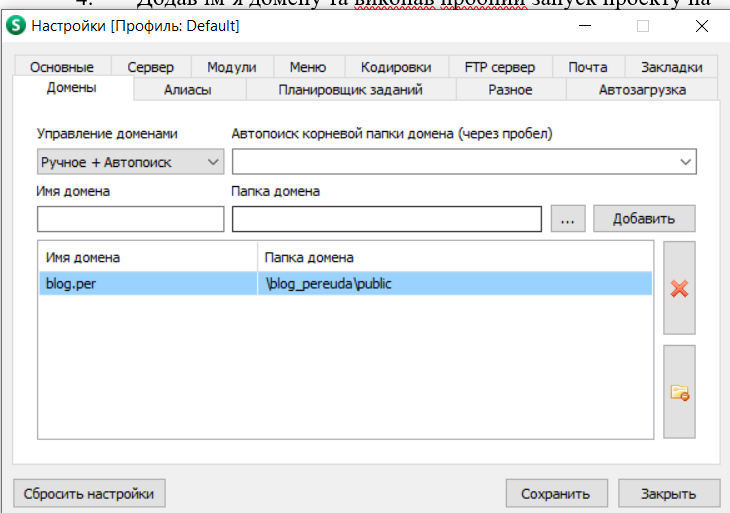 4. Додав ім'я домену та виконав пробний запуск проекту на
S Настройки [Профиль: Default]
Основные Сервер Модули Меню Кодировки FTP сервер Почта Закладки
Домены Алиасы Планировщик заданий Разное Автозагрузка
Управление доменами Автопоиск корневой папки домена (через пробел)
Ручное + Автопоиск
Имя домена Папка домена
... Добавить
Имя домена Папка домена
blog.per \blog_pereuda\public
Сбросить настройки Сохранить Закрыть